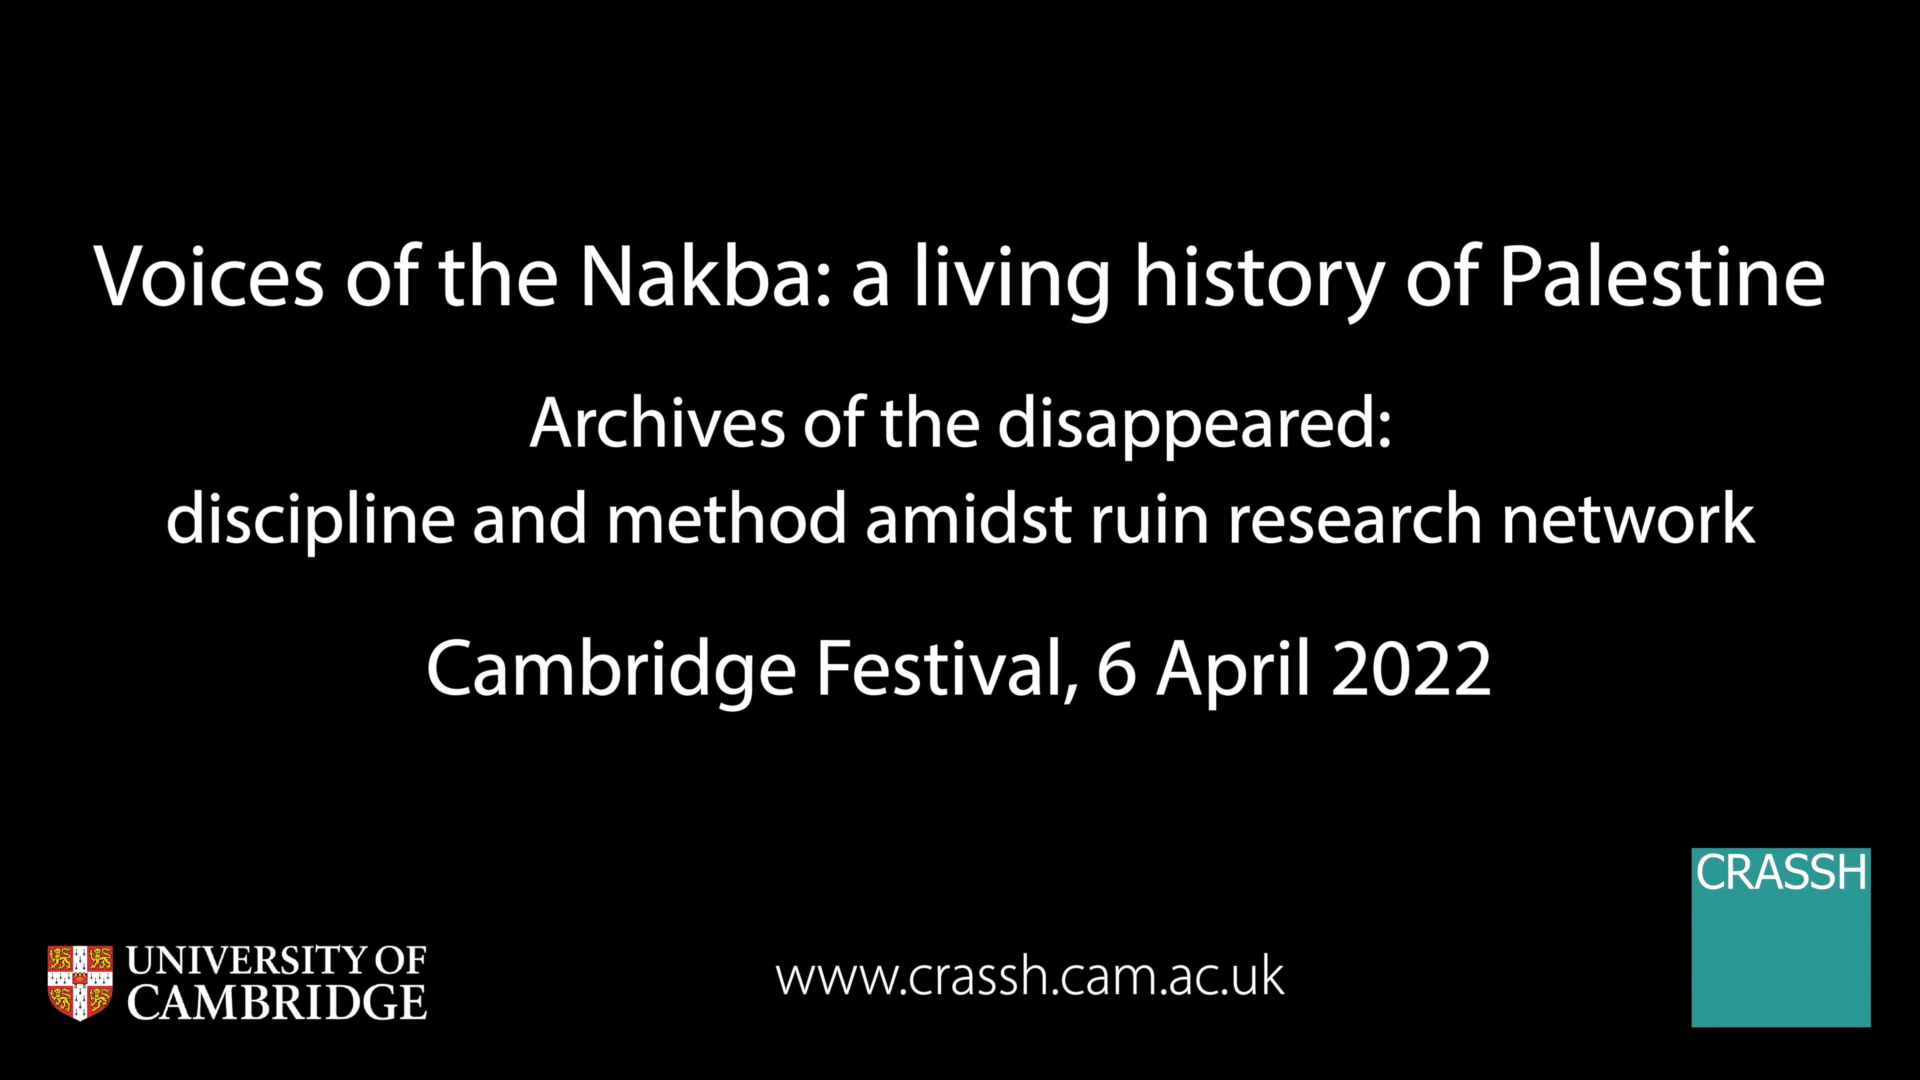 Voices of the Nakba: a living history of Palestine
Archives of the disappeared:
discipline and method amidst ruin research network
Cambridge Festival, 6 April 2022
CRASSH
UNIVERSITY OF
CAMBRIDGE
www.crassh.cam.ac.uk